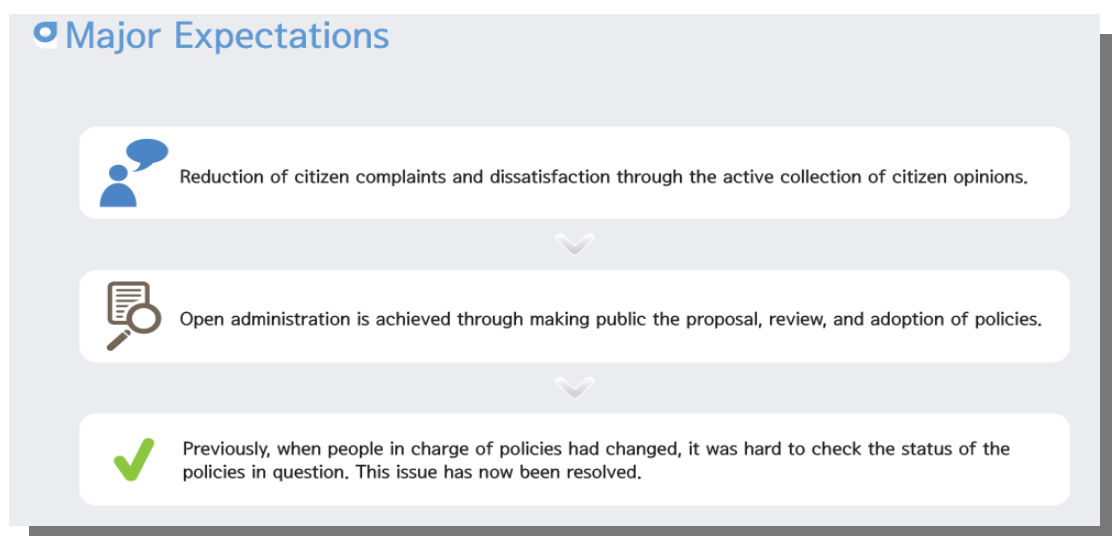 Major Expectations
Reduction of citizen complaints and dissatisfaction through the active collection of citizen opinions.
Open administration is achieved through making public the proposal, review, and adoption of policies.
Previously, when people in charge of policies had changed, it was hard to check the status of the
policies in question. This issue has now been resolved.